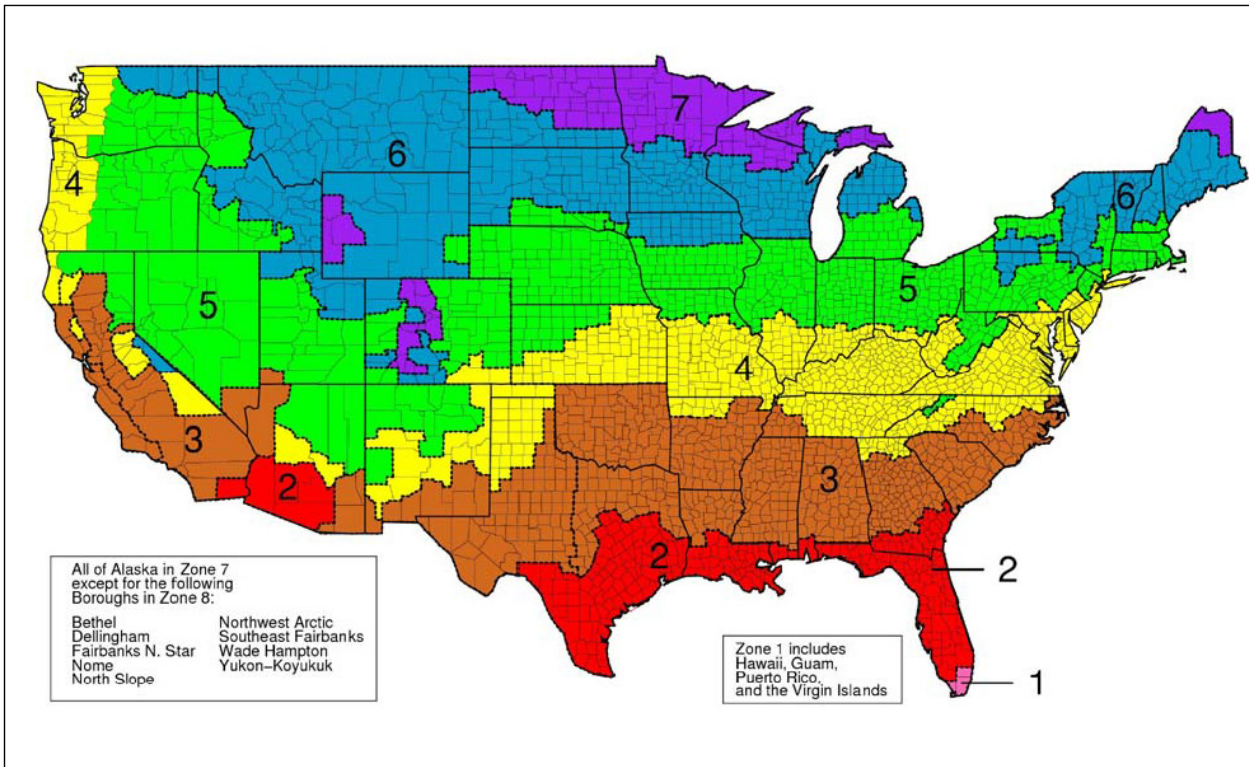 7
6
4
6
5
5
4
3
3
2
2
2
1
All of Alaska in Zone 7
except for the following
Boroughs in Zone 8:
Bethel Northwest Arctic
Dellingham Southeast Fairbanks
Fairbanks N. Star Wade Hampton
Nome Yukon-Koyukuk
North Slope
Zone 1 includes
Hawaii, Guam,
Puerto Rico,
and the Virgin Islands